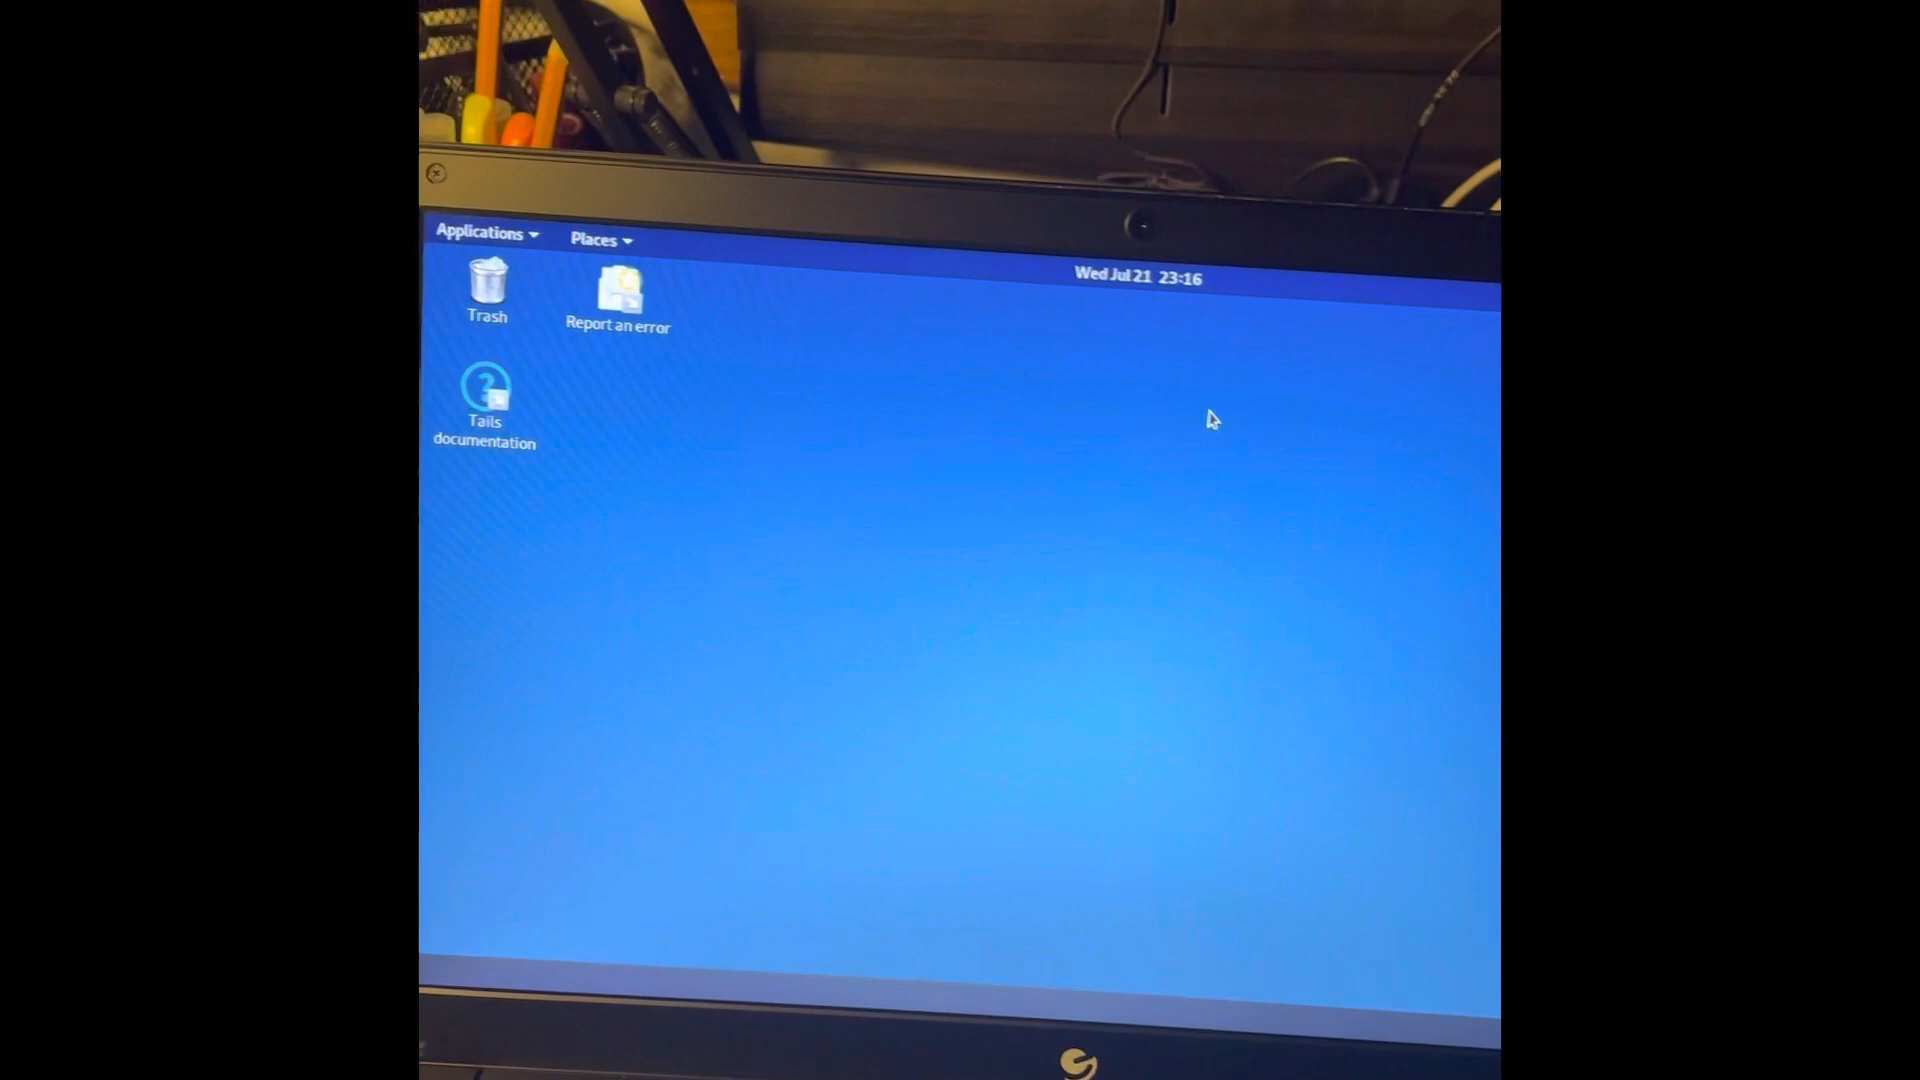 Applications Places
Wed Jul 21 23:16
Trash
Report an error
Tails
documentation